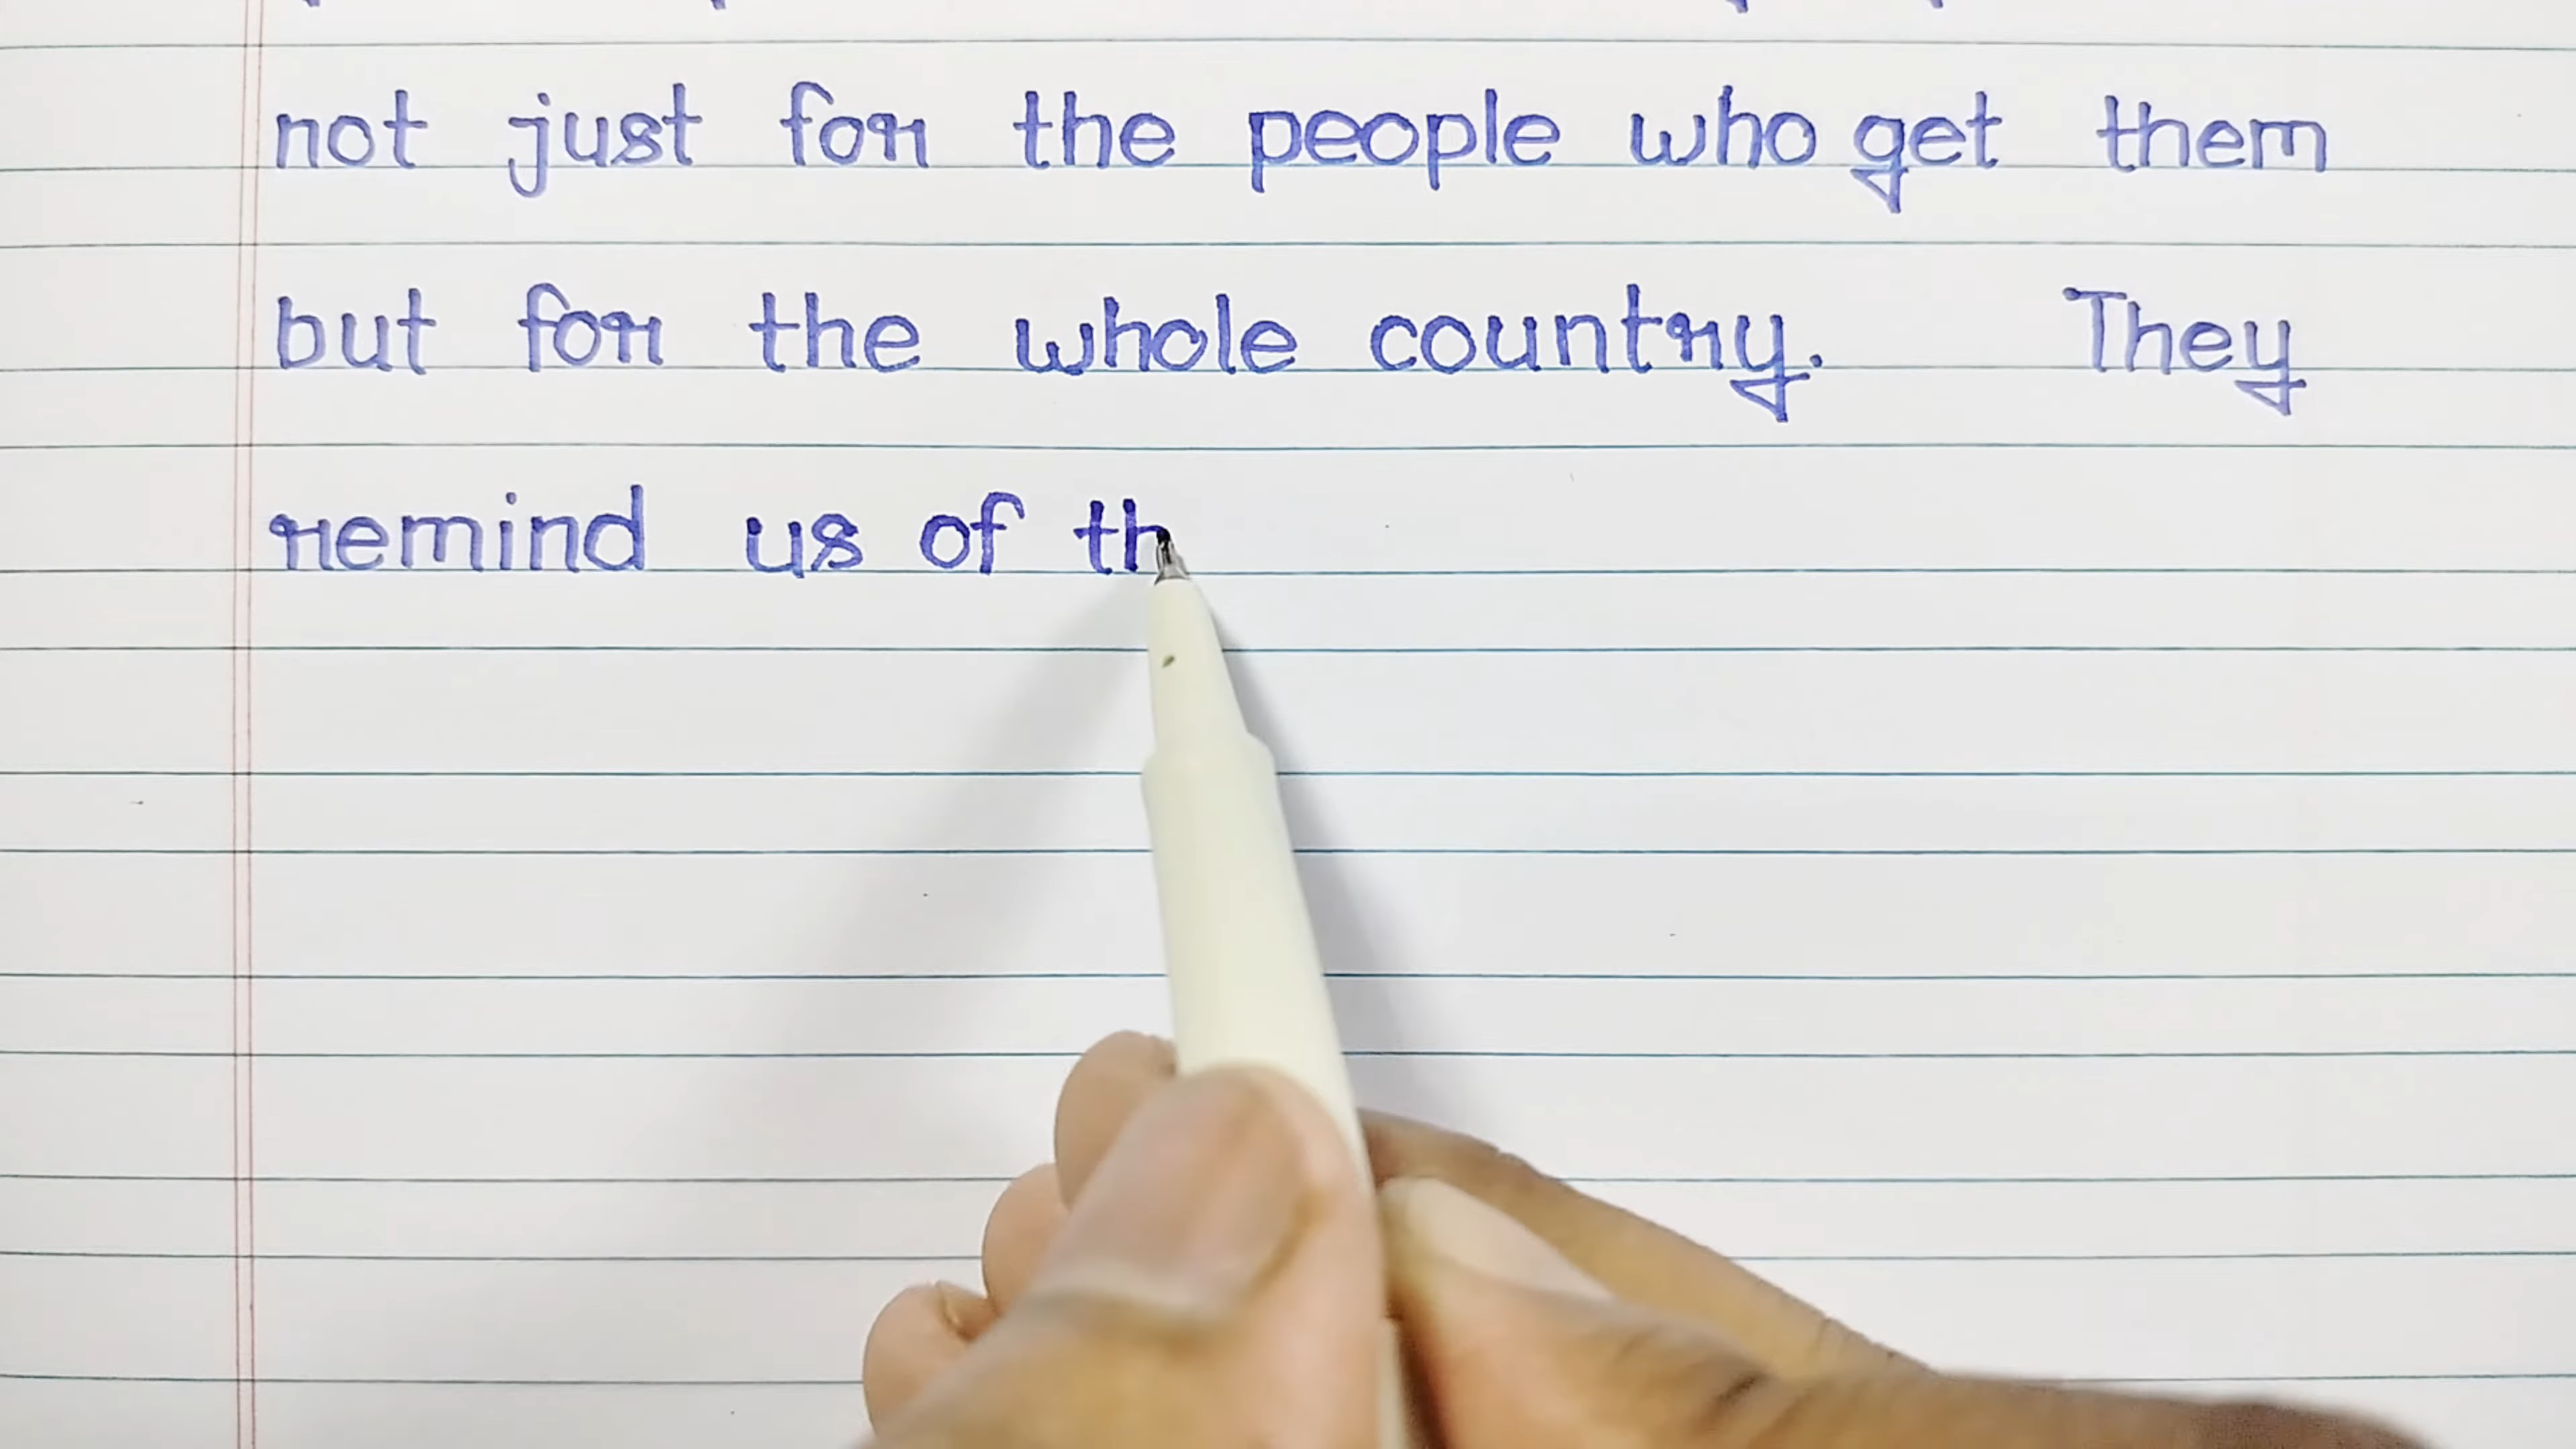 not just for the people who get them
but for the whole country. They
remind us of th